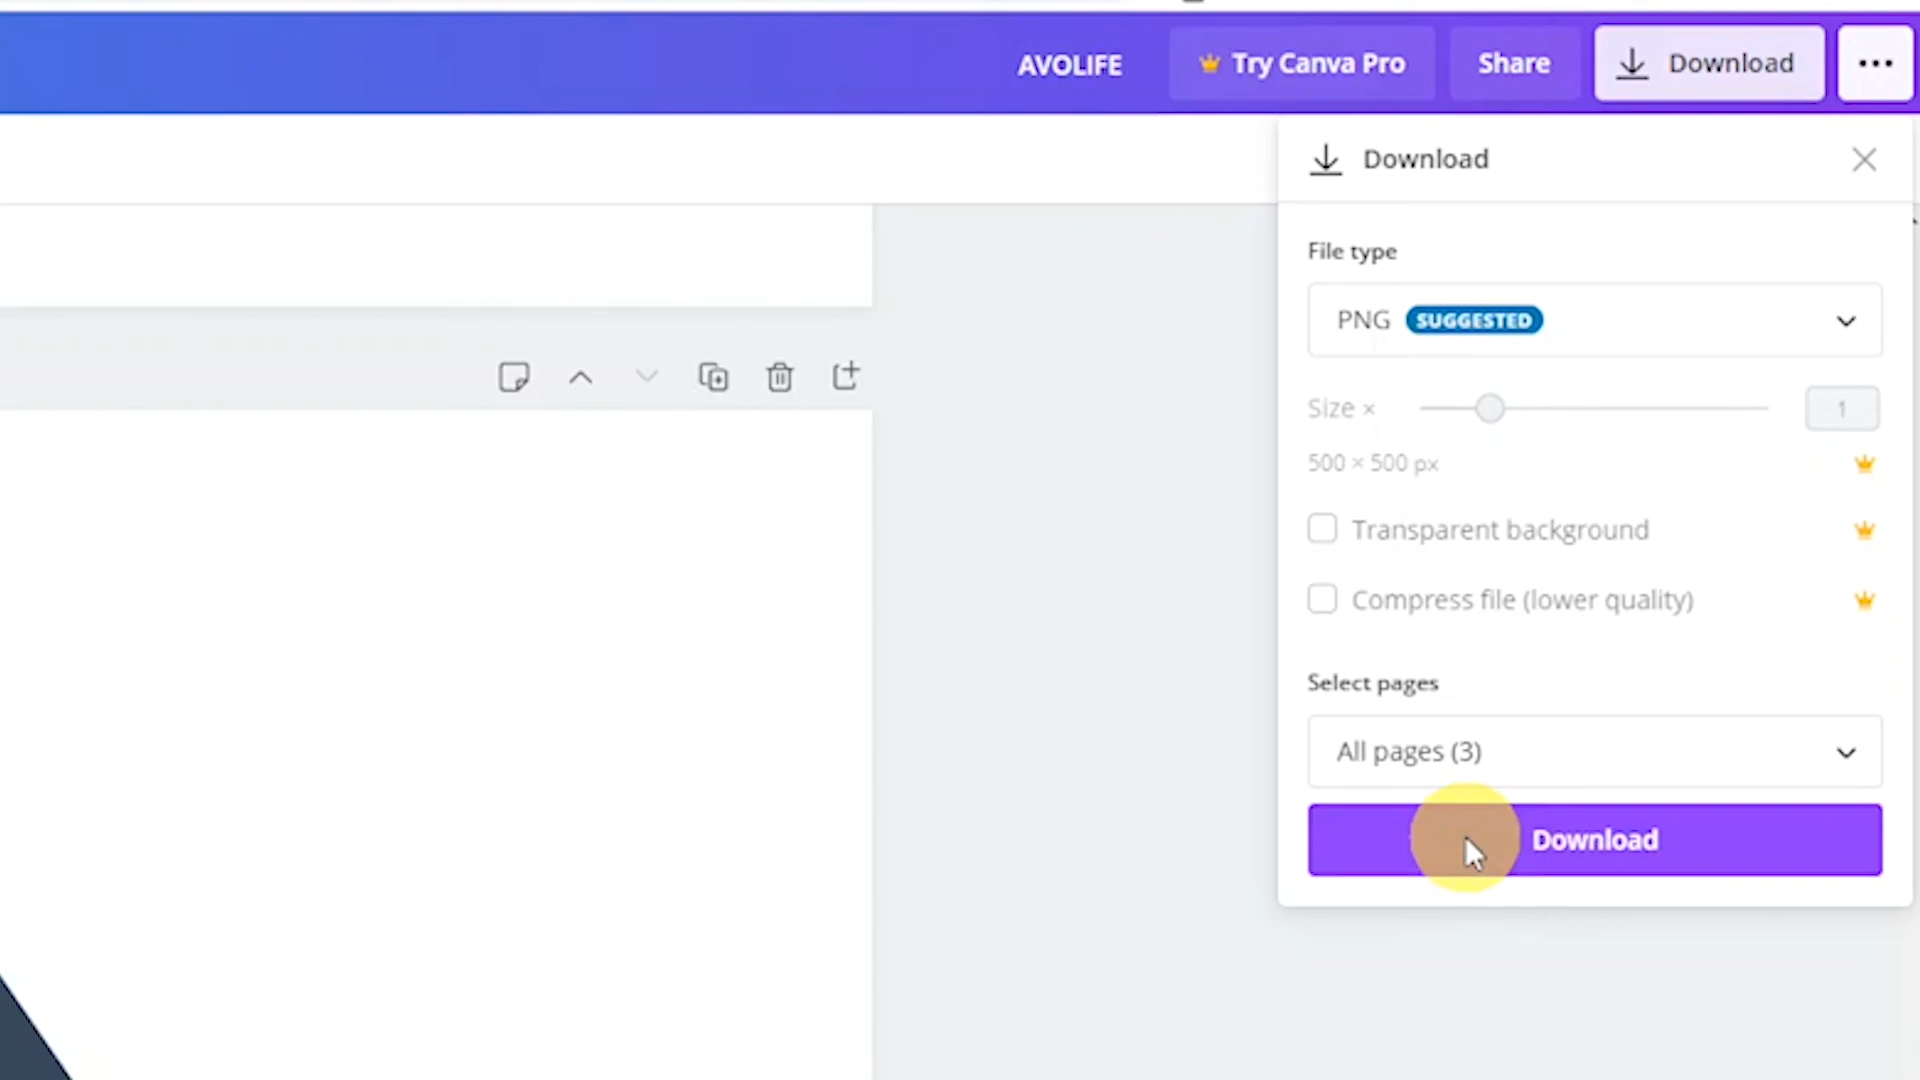 AVOLIFE
Try Canva Pro
Share
Download
Download
File type
PNG SUGGESTED
Size × 1
500 × 500 px
Transparent background
Compress file (lower quality)
Select pages
All pages (3)
Download